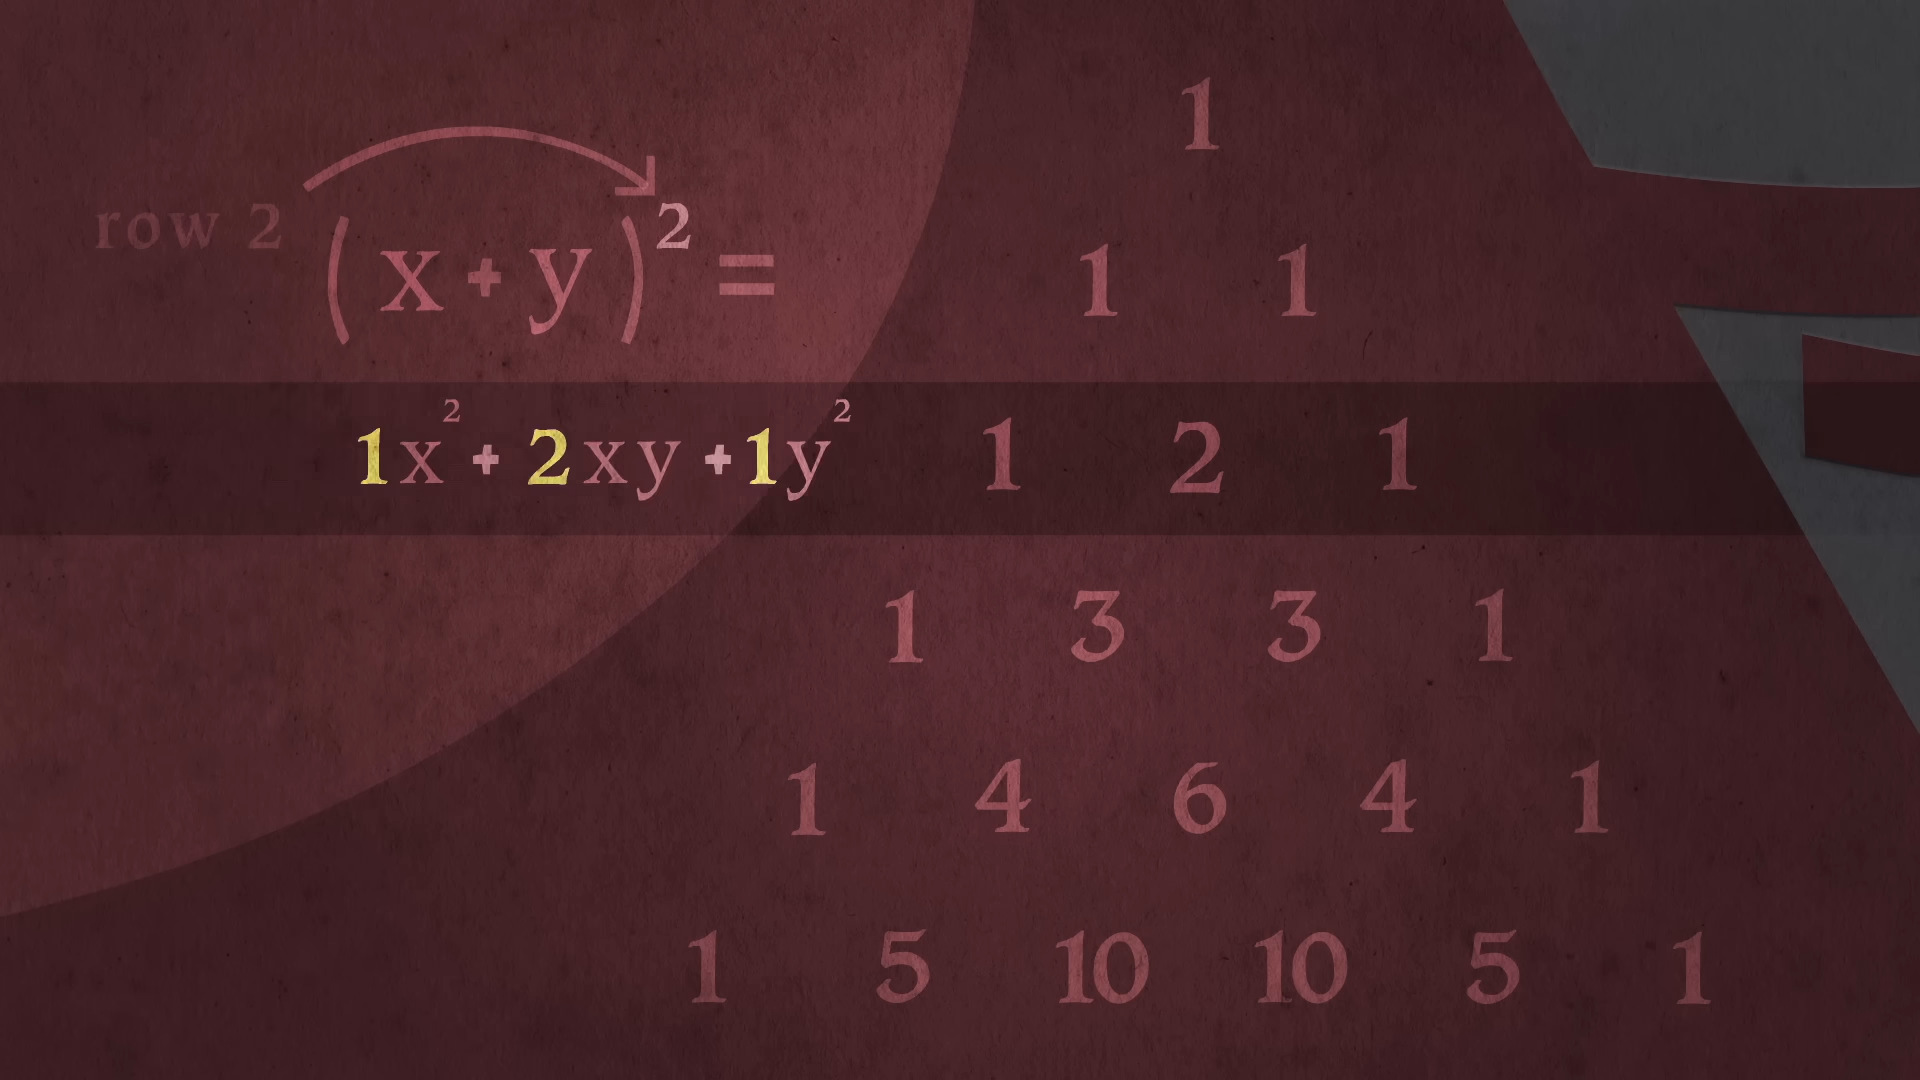 row 2 (x+y)² =
1x² + 2xy + 1y²
1
1 1
1 2 1
1 3 3 1
1 4 6 4 1
1 5 10 10 5 1